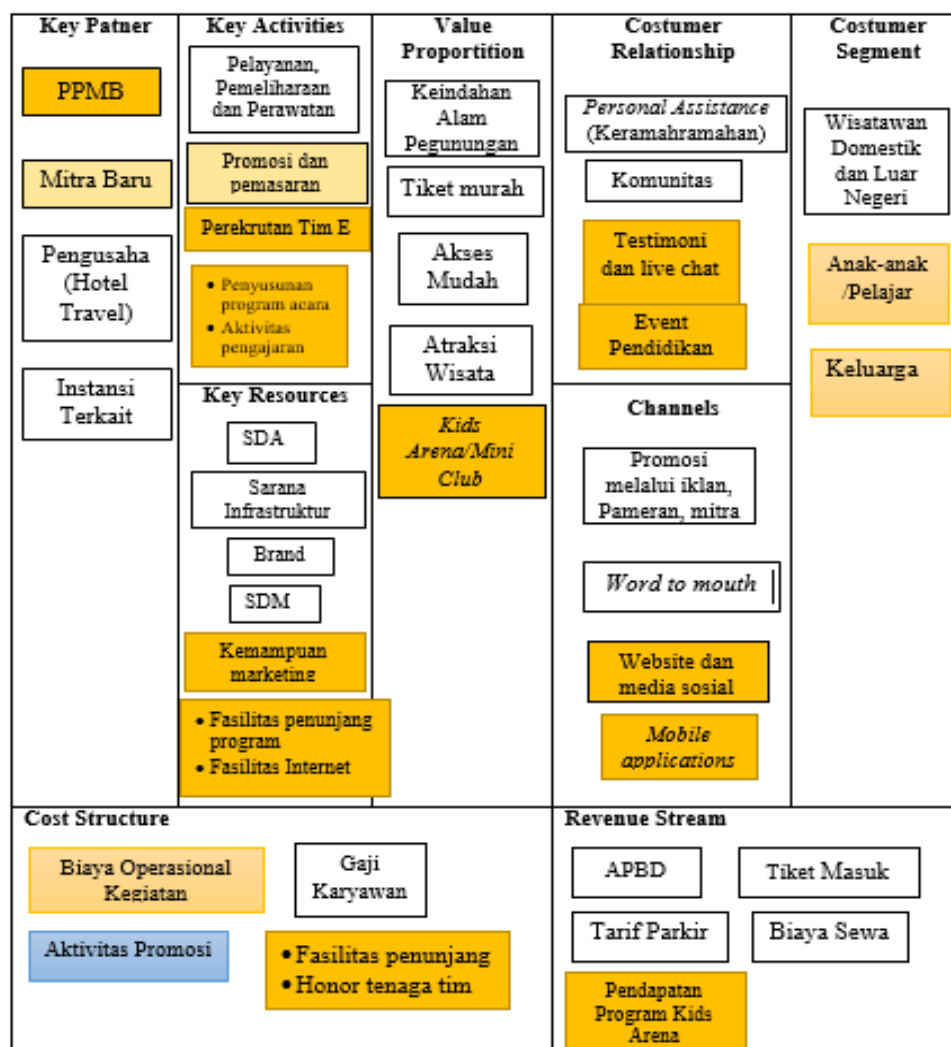 Key Patner
PPMB
Mitra Baru
Pengusaha
(Hotel
Travel)
Instansi
Terkait
Key Activities
Pelayanan,
Pemeliharaan
dan Perawatan
Promosi dan
pemasaran
Perekrutan Tim E
• Penyusunan
program acara
• Aktivitas
pengajaran
Key Resources
SDA
Sarana
Infrastruktur
Brand
SDM
Kemampuan
marketing
• Fasilitas penunjang
program
• Fasilitas Internet
Value
Proportition
Keindahan
Alam
Pegunungan
Tiket murah
Akses
Mudah
Atraksi
Wisata
Kids
Arena/Mini
Club
Costumer
Relationship
Personal Assistance
(Keramahramahan)
Komunitas
Testimoni
dan live chat
Event
Pendidikan
Channels
Promosi
melalui iklan,
Pameran, mitra
Word to mouth
Website dan
media sosial
Mobile
applications
Costumer
Segment
Wisatawan
Domestik
dan Luar
Negeri
Anak-anak
/Pelajar
Keluarga
Cost Structure
Biaya Operasional
Kegiatan
Gaji
Karyawan
Aktivitas Promosi
• Fasilitas penunjang
• Honor tenaga tim
Revenue Stream
APBD
Tiket Masuk
Tarif Parkir
Biaya Sewa
Pendapatan
Program Kids
Arena